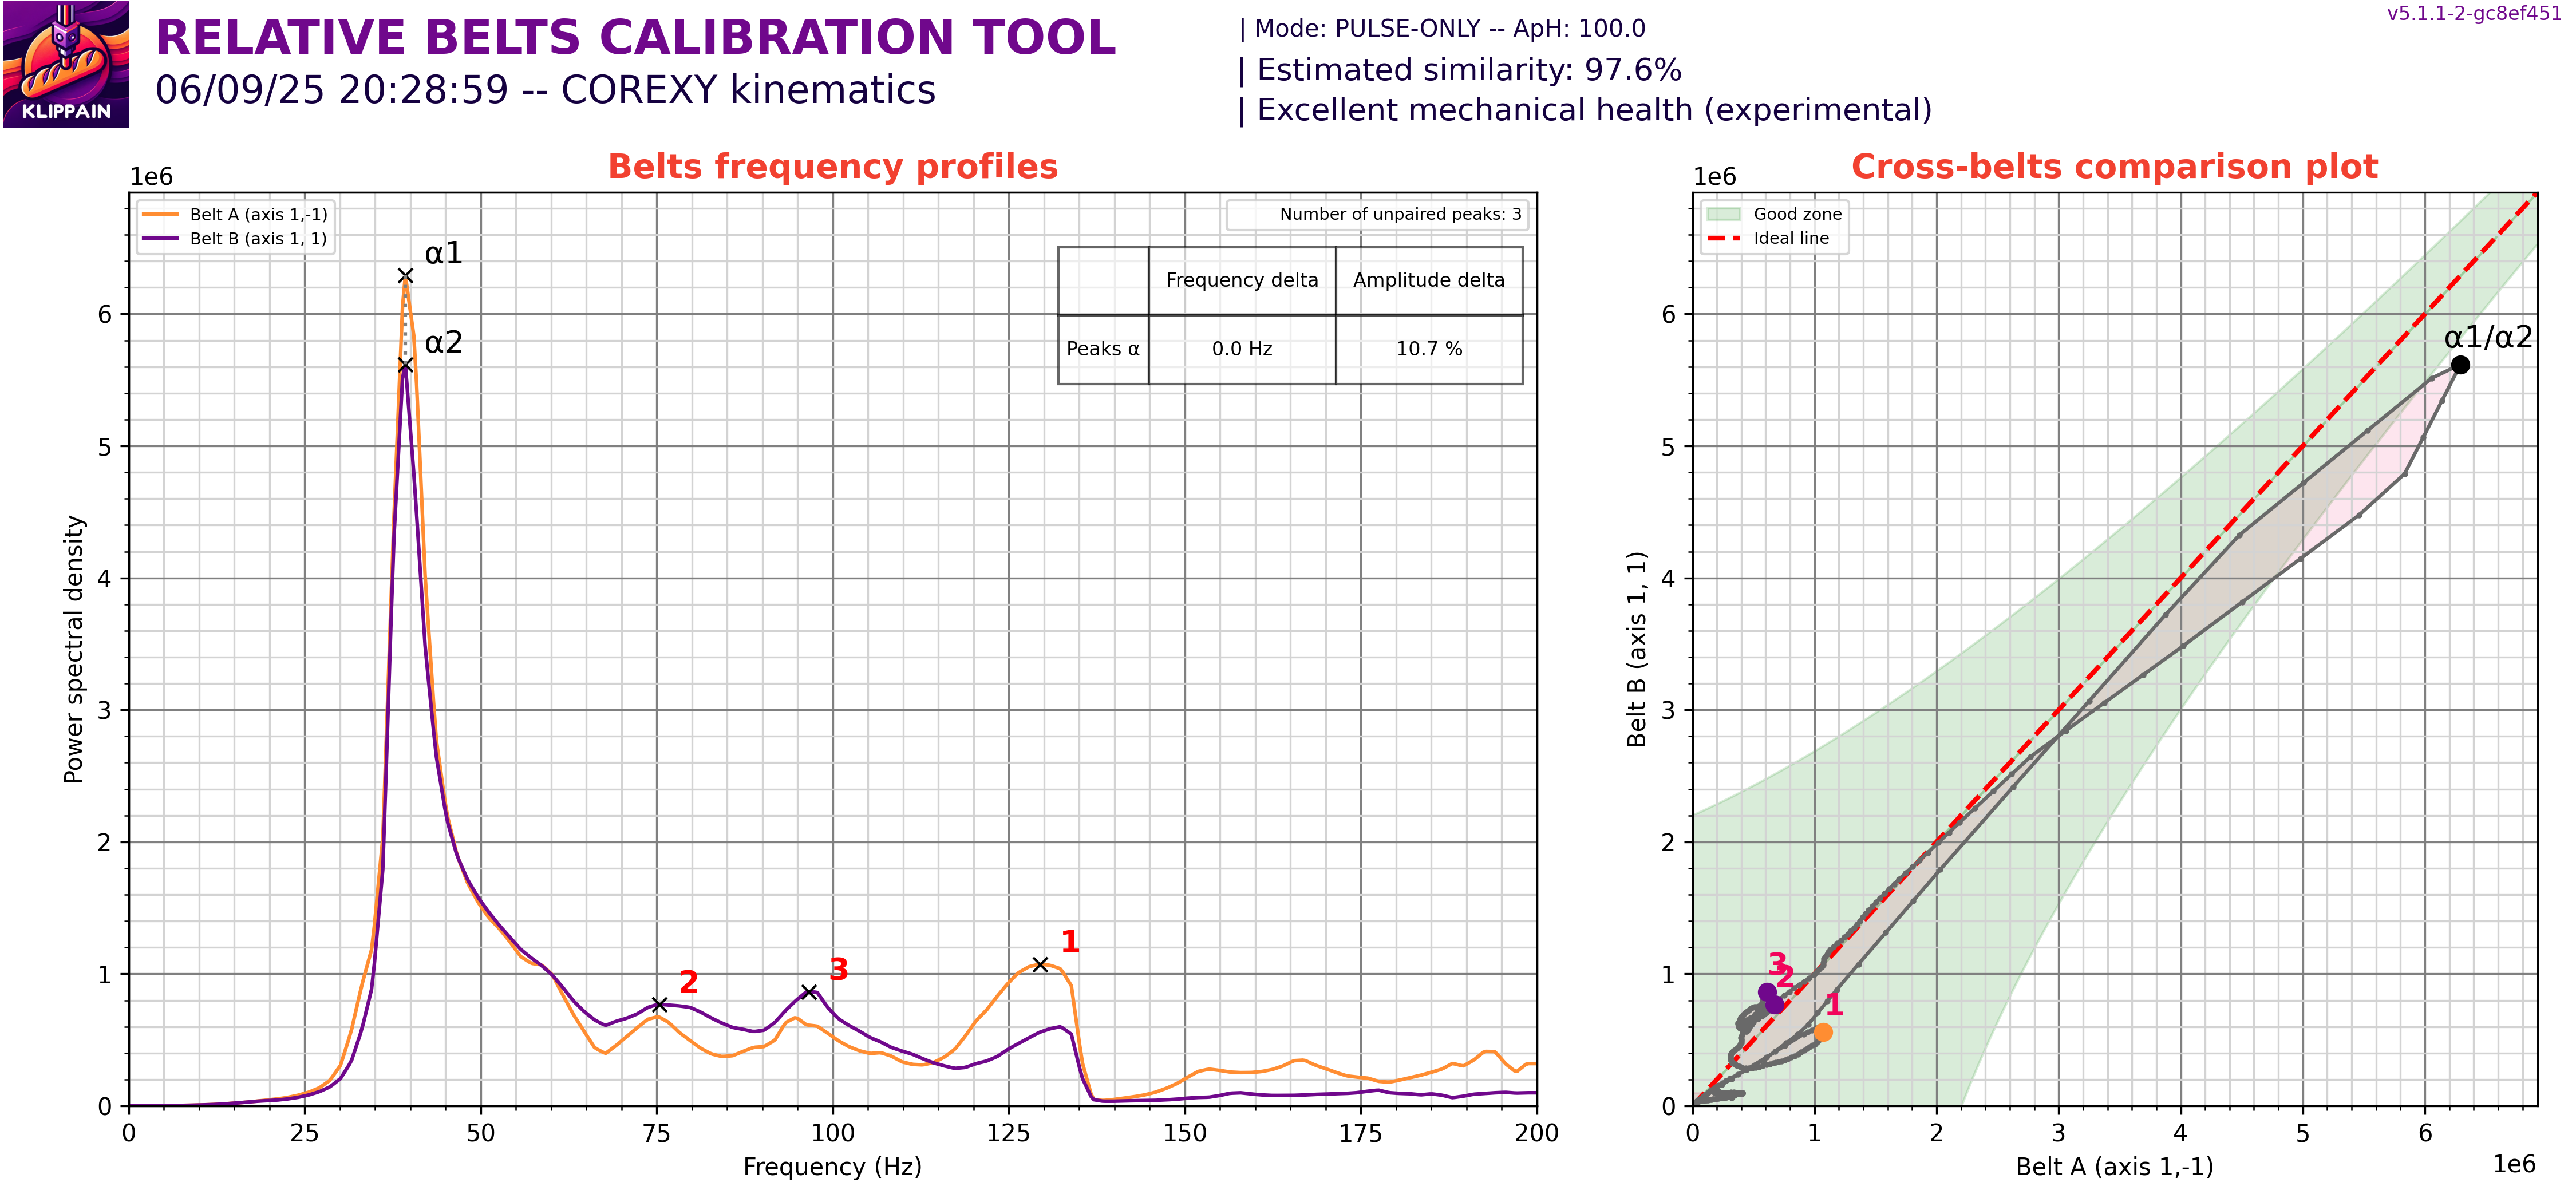 KLIPPAIN
RELATIVE BELTS CALIBRATION TOOL
06/09/25 20:28:59 -- COREXY kinematics
| Mode: PULSE-ONLY -- ApH: 100.0
| Estimated similarity: 97.6%
| Excellent mechanical health (experimental)
v5.1.1-2-gc8ef451
Belts frequency profiles
1e6
Belt A (axis 1,-1)
Belt B (axis 1, 1)
Number of unpaired peaks: 3
Frequency delta Amplitude delta
Peaks α 0.0 Hz 10.7 %
α1
α2
2
3
1
Power spectral density
6
5
4
3
2
1
0
0 25 50 75 100 125 150 175 200
Frequency (Hz)
Cross-belts comparison plot
1e6
Good zone
Ideal line
α1/α2
3
2
1
Belt B (axis 1, 1)
6
5
4
3
2
1
0
0 1 2 3 4 5 6
Belt A (axis 1,-1)
1e6